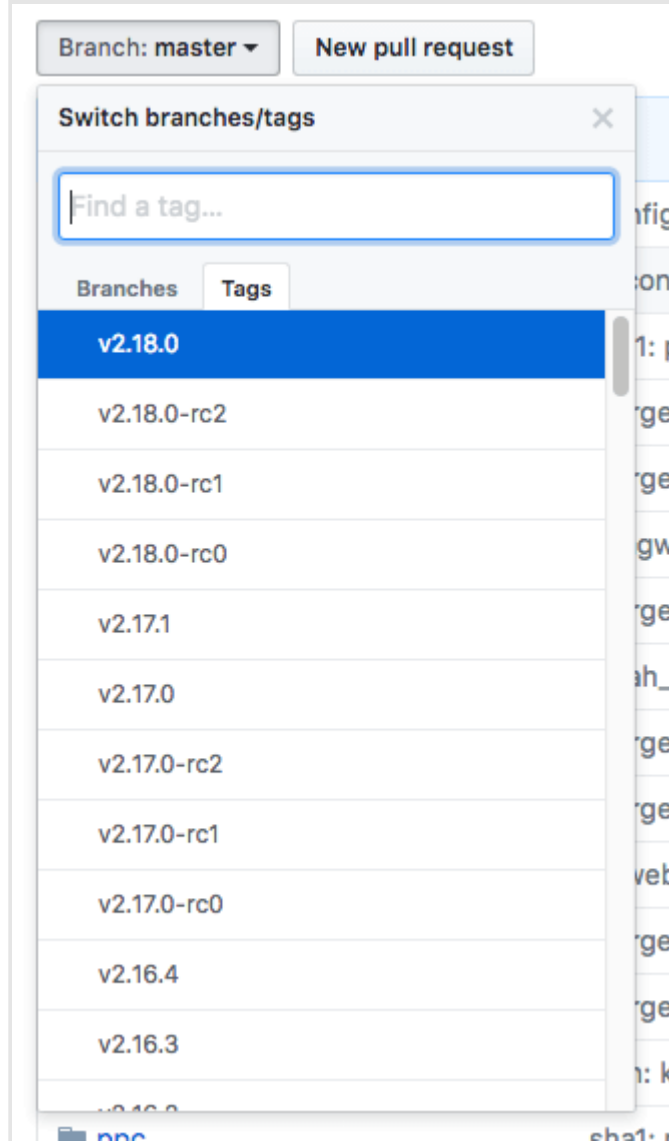 Branch: master
New pull request
Switch branches/tags
Find a tag...
Branches
Tags
v2.18.0
v2.18.0-rc2
v2.18.0-rc1
v2.18.0-rc0
v2.17.1
v2.17.0
v2.17.0-rc2
v2.17.0-rc1
v2.17.0-rc0
v2.16.4
v2.16.3
ppc